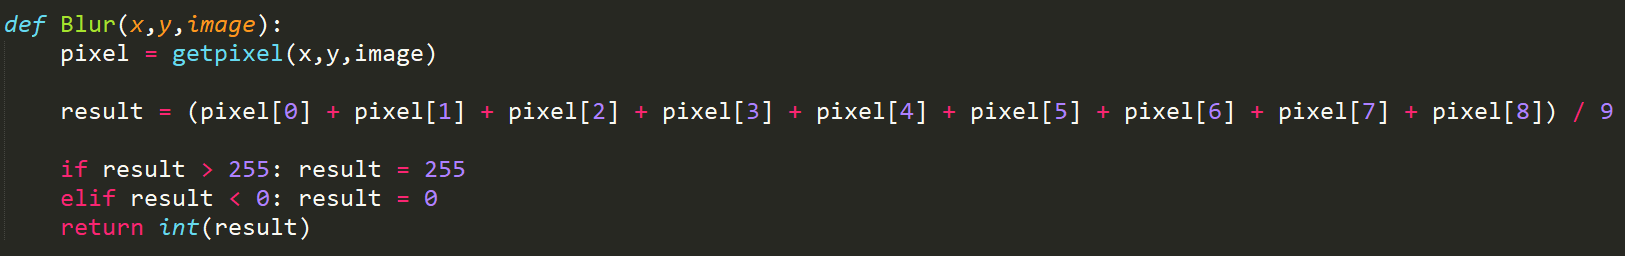 def Blur(x,y,image):
    pixel = getpixel(x,y,image)
    result = (pixel[0] + pixel[1] + pixel[2] + pixel[3] + pixel[4] + pixel[5] + pixel[6] + pixel[7] + pixel[8]) / 9
    if result > 255: result = 255
    elif result < 0: result = 0
    return int(result)